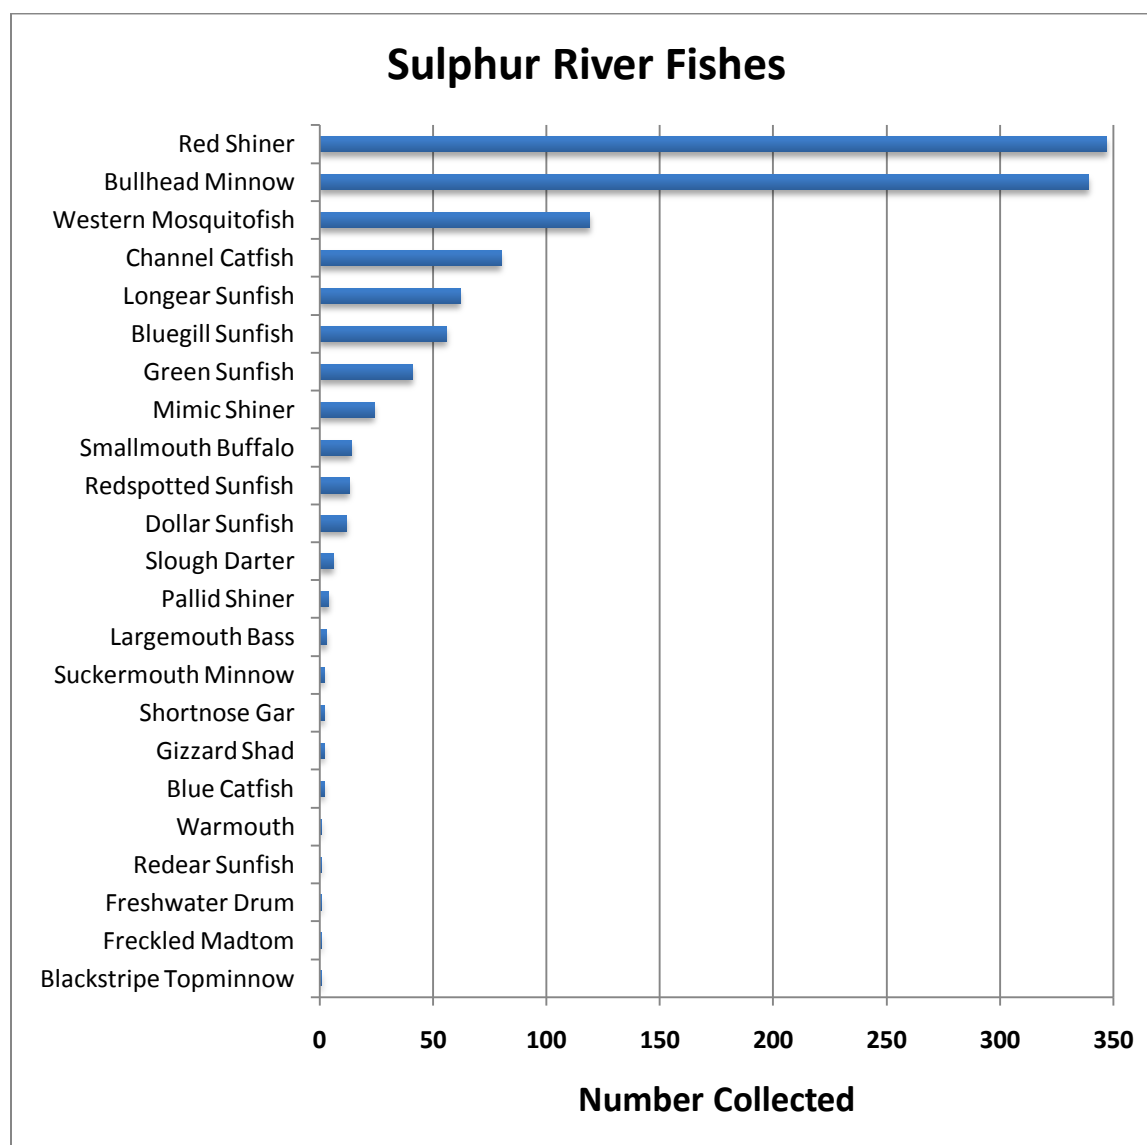 Sulphur River Fishes
Red Shiner
Bullhead Minnow
Western Mosquitofish
Channel Catfish
Longear Sunfish
Bluegill Sunfish
Green Sunfish
Mimic Shiner
Smallmouth Buffalo
Redspotted Sunfish
Dollar Sunfish
Slough Darter
Pallid Shiner
Largemouth Bass
Suckermouth Minnow
Shortnose Gar
Gizzard Shad
Blue Catfish
Warmouth
Redear Sunfish
Freshwater Drum
Freckled Madtom
Blackstripe Topminnow
0 50 100 150 200 250 300 350
Number Collected